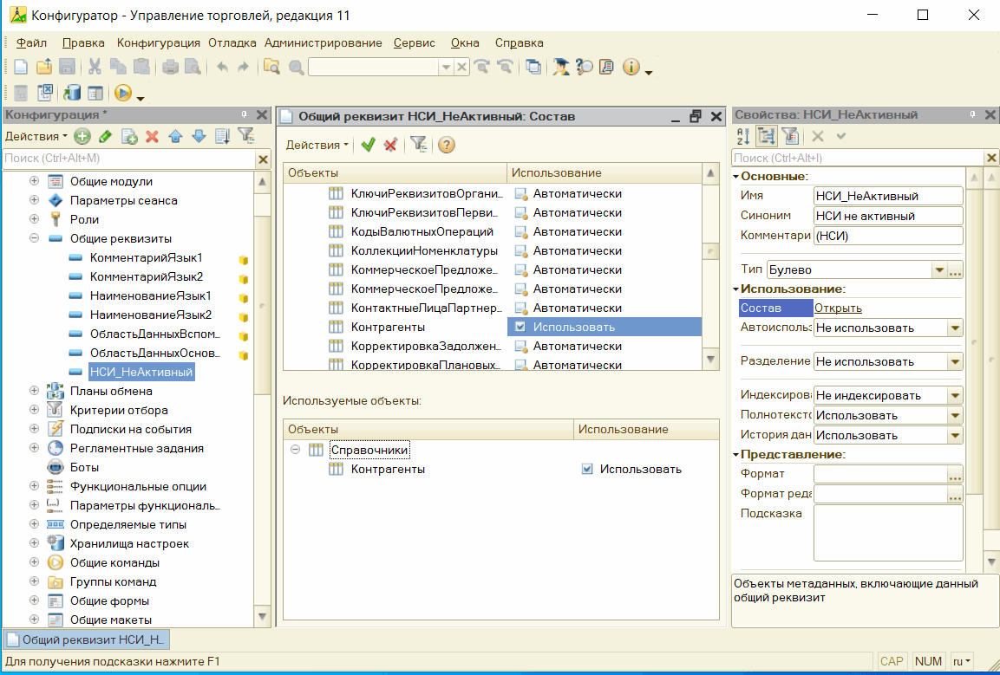 Конфигуратор - Управление торговлей, редакция 11
Файл Правка Конфигурация Отладка Администрирование Сервис Окна Справка
Конфигурация *
Действия
Поиск (Ctrl+Alt+M)
Общие модули
Параметры сеанса
Роли
Общие реквизиты
КомментарийЯзык1
КомментарийЯзык2
НаименованиеЯзык1
НаименованиеЯзык2
ОбластьДанныхВспом...
ОбластьДанныхОснов...
НСИ_НеАктивный
Планы обмена
Критерии отбора
Подписки на события
Регламентные задания
Боты
Функциональные опции
Параметры функциональ...
Определяемые типы
Хранилища настроек
Общие команды
Группы команд
Общие формы
Общие макеты
Общий реквизит НСИ_НеАктивный: Состав
Действия
Объекты Использование
КлючиРеквизитовОргани... Автоматически
КлючиРеквизитовПерви... Автоматически
КодыВалютныхОпераций Автоматически
КоллекцииНоменклатуры Автоматически
КоммерческоеПредложе... Автоматически
КоммерческоеПредложе... Автоматически
КонтактныеЛицаПартнер... Автоматически
Контрагенты Использовать
КорректировкаЗадолжен... Автоматически
КорректировкаПлановых... Автоматически
Используемые объекты:
Объекты Использование
Справочники
Контрагенты Использовать
Свойства: НСИ_НеАктивный
Поиск (Ctrl+Alt+I)
Основные:
Имя НСИ_НеАктивный
Синоним НСИ не активный
Комментари (НСИ)
Тип Булево
Использование:
Состав Открыть
Автоисполь Не использовать
Разделение Не использовать
Индексиров Не индексировать
Полнотекст Использовать
История дан Использовать
Представление:
Формат
Формат реда
Подсказка
Объекты метаданных, включающие данный
общий реквизит
Общий реквизит НСИ_Н...
Для получения подсказки нажмите F1
CAP NUM ru